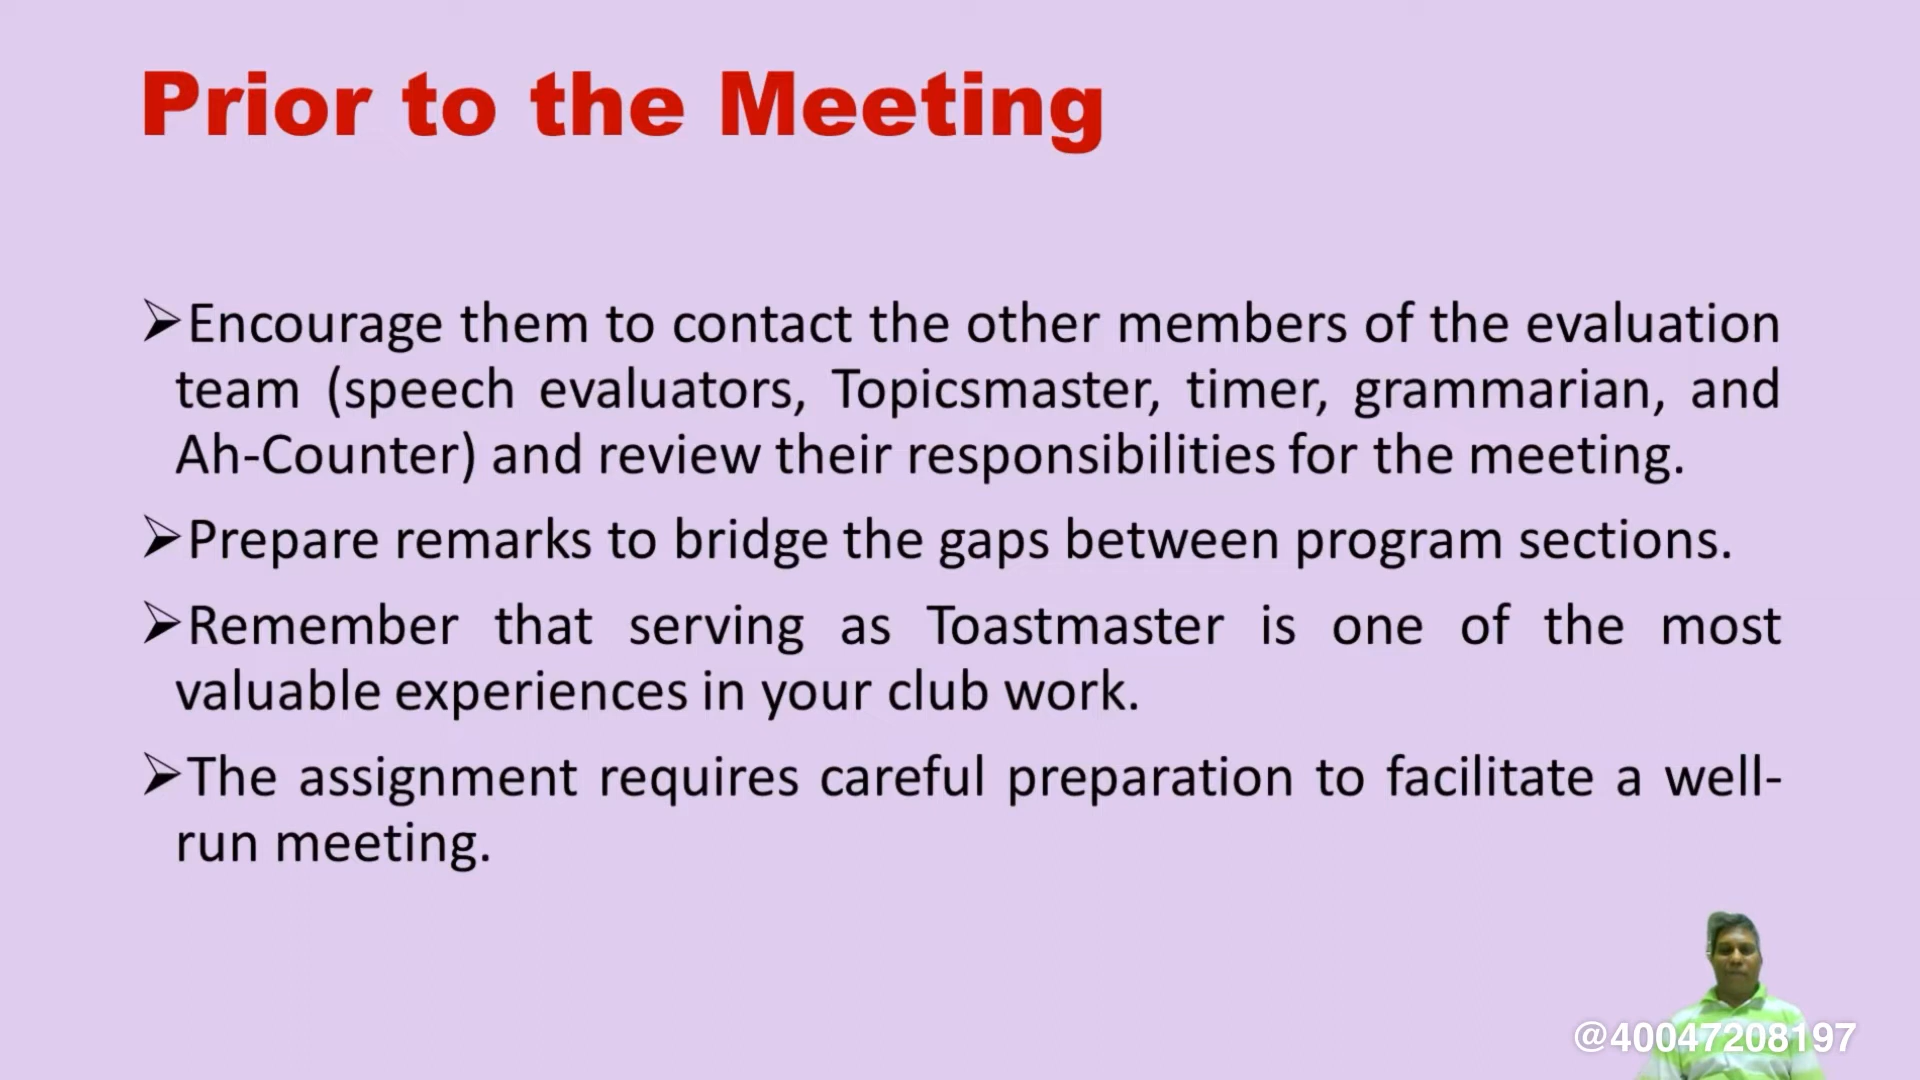 Prior to the Meeting
➢Encourage them to contact the other members of the evaluation
team (speech evaluators, Topicsmaster, timer, grammarian, and
Ah-Counter) and review their responsibilities for the meeting.
➢Prepare remarks to bridge the gaps between program sections.
➢Remember that serving as Toastmaster is one of the most
valuable experiences in your club work.
➢The assignment requires careful preparation to facilitate a well-
run meeting.
@40047208197